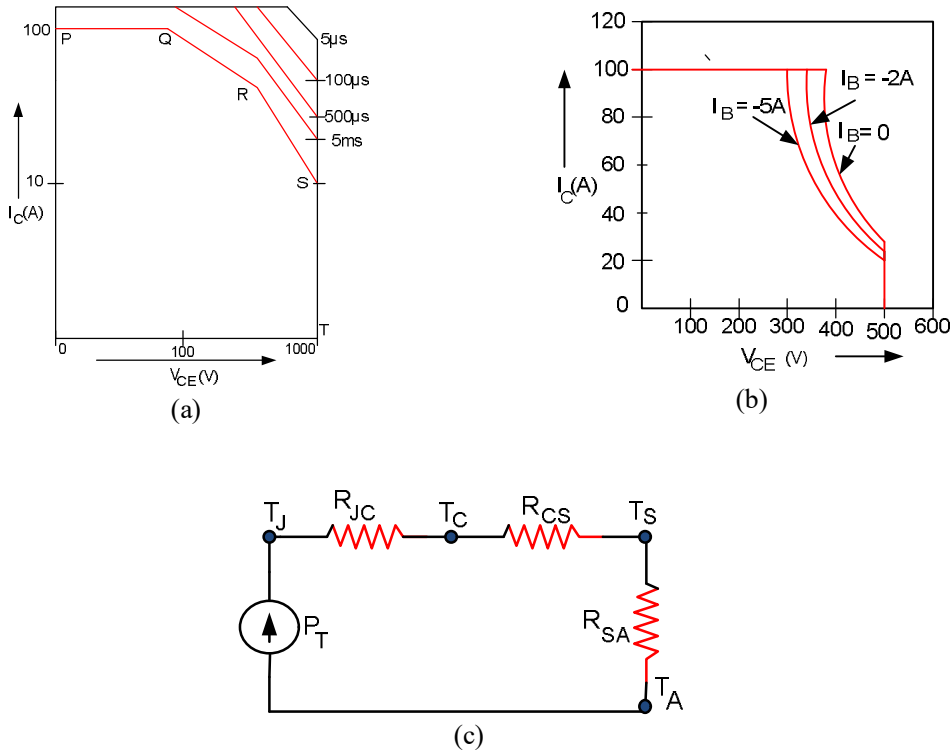 100
P
Q
R
5μs
100μs
500μs
5ms
S
10
I_C(A)
T
0
100
1000
V_CE(V)
(a)
120
100
80
60
40
20
0
I_B = -5A
I_B = -2A
I_B = 0
I_C(A)
100 200 300 400 500 600
V_CE (V)
(b)
T_J
R_JC
T_C
R_CS
T_S
P_T
R_SA
T_A
(c)